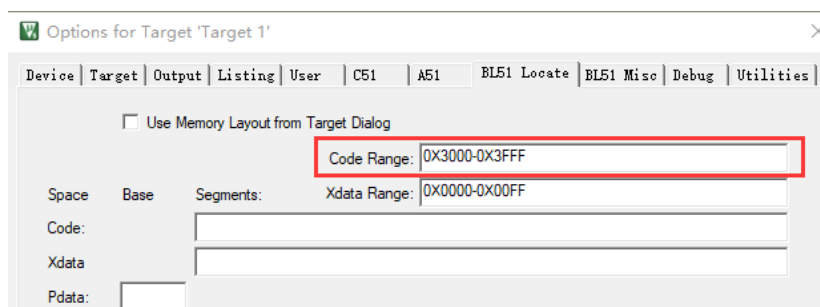 Options for Target 'Target 1'
Device Target Output Listing User C51 A51 BL51 Locate BL51 Misc Debug Utilities
Use Memory Layout from Target Dialog
Code Range: 0X3000-0X3FFF
Space Base Segments: Xdata Range: 0X0000-0X00FF
Code:
Xdata
Pdata: